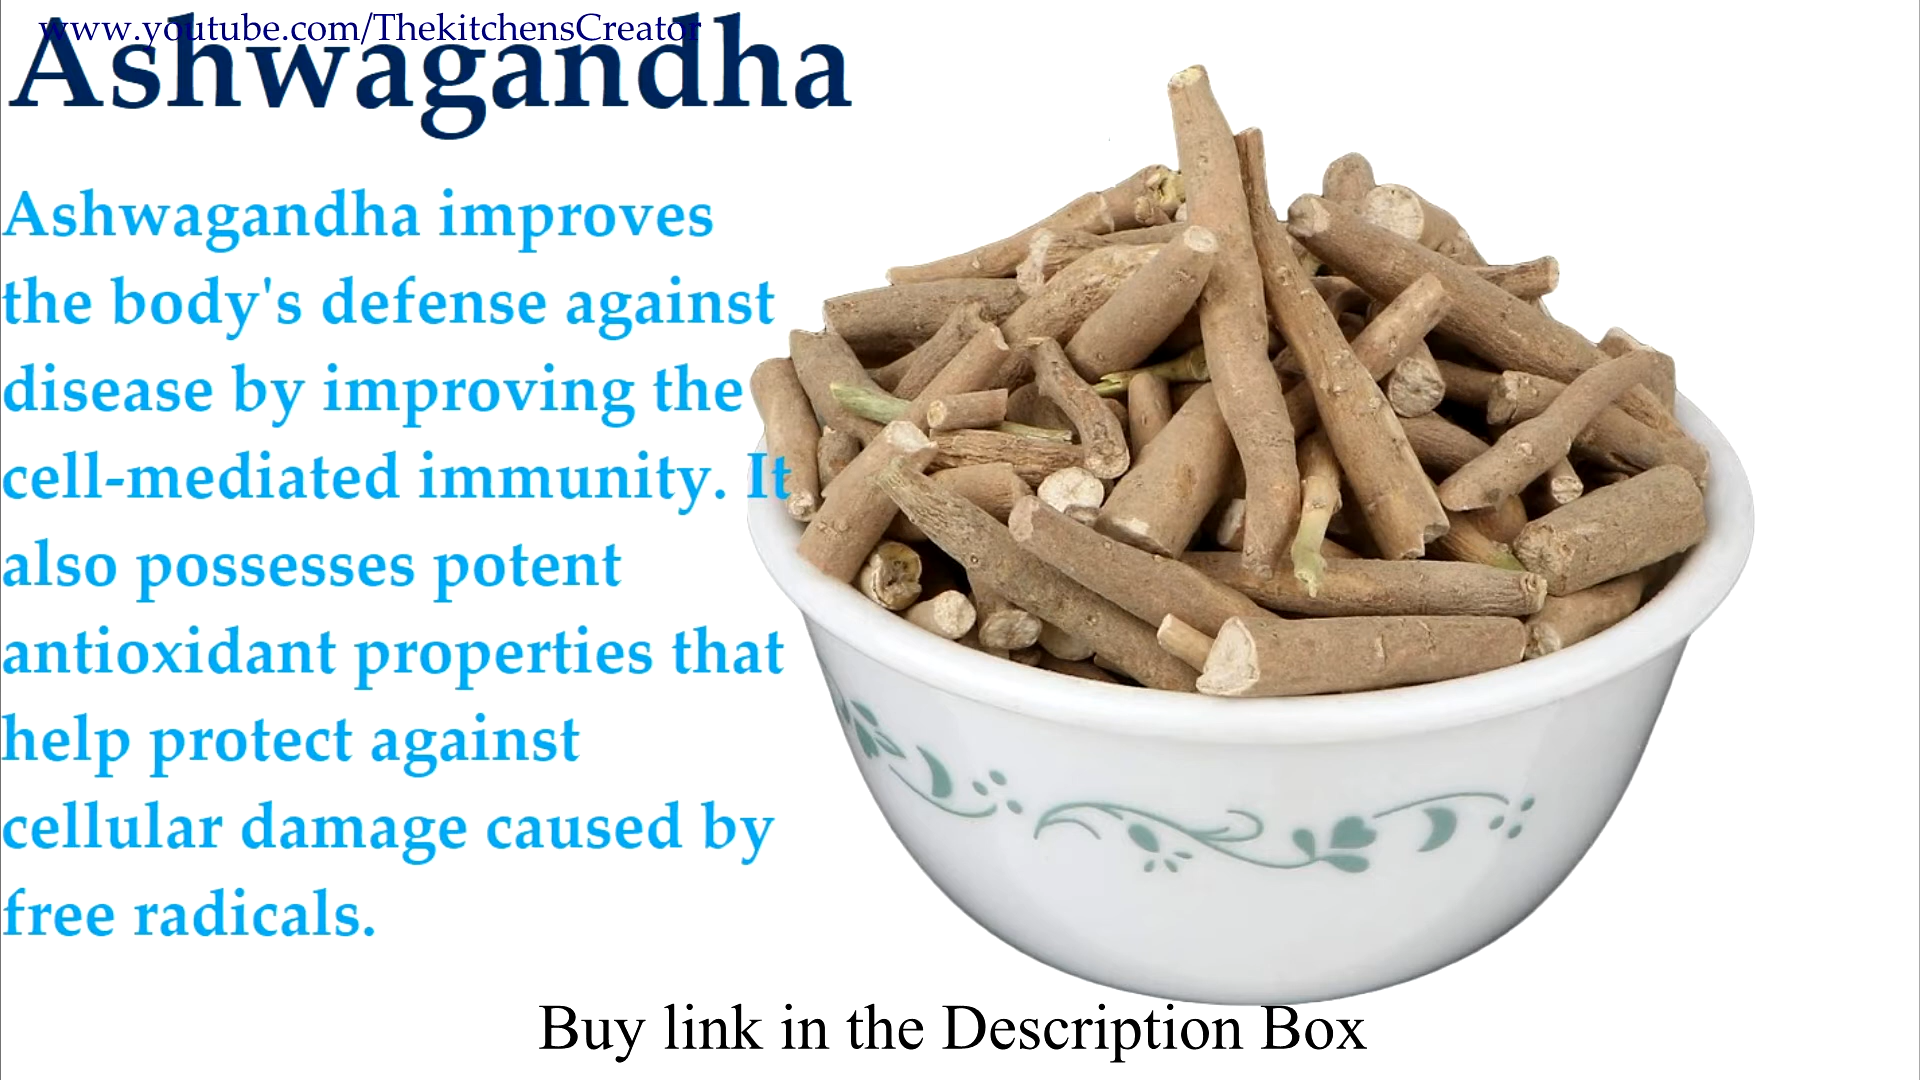 www.youtube.com/ThekitchensCreator
Ashwagandha
Ashwagandha improves
the body's defense against
disease by improving the
cell-mediated immunity. It
also possesses potent
antioxidant properties that
help protect against
cellular damage caused by
free radicals.
Buy link in the Description Box